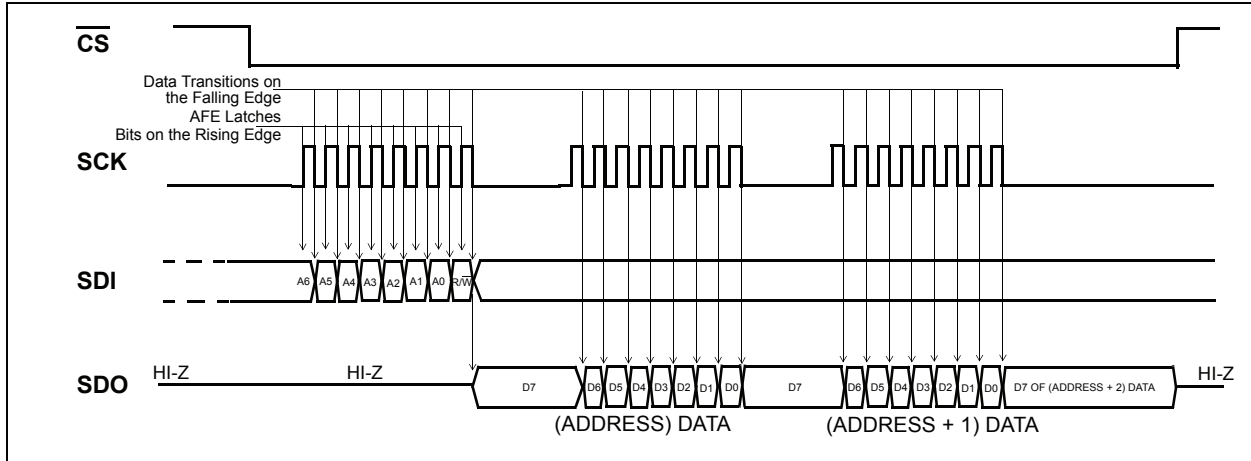 CS
Data Transitions on
the Falling Edge
AFE Latches
Bits on the Rising Edge
SCK
SDI
A6 A5 A4 A3 A2 A1 A0 R/W
SDO
HI-Z HI-Z D7 D6 D5 D4 D3 D2 D1 D0 D7 D6 D5 D4 D3 D2 D1 D0 D7 OF (ADDRESS + 2) DATA HI-Z
(ADDRESS) DATA (ADDRESS + 1) DATA